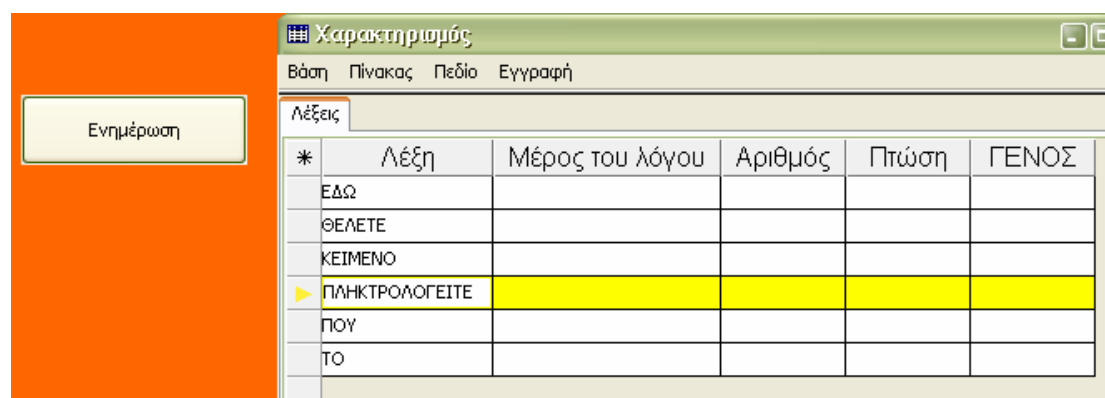 Χαρακτηρισμός
Βάση Πίνακας Πεδίο Εγγραφή
Ενημέρωση
Λέξεις
* Λέξη Μέρος του λόγου Αριθμός Πτώση ΓΕΝΟΣ
ΕΔΩ
ΘΕΛΕΤΕ
ΚΕΙΜΕΝΟ
ΠΛΗΚΤΡΟΛΟΓΕΙΤΕ
ΠΟΥ
ΤΟ